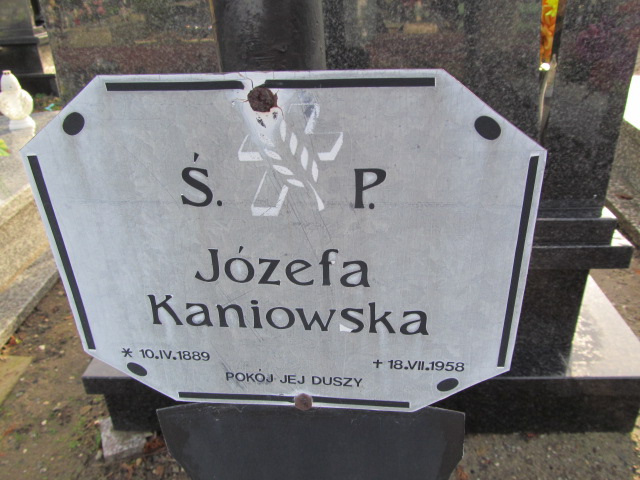 Ś. P.
Józefa
Kaniowska
* 10.IV.1889 † 18.VII.1958
POKÓJ JEJ DUSZY